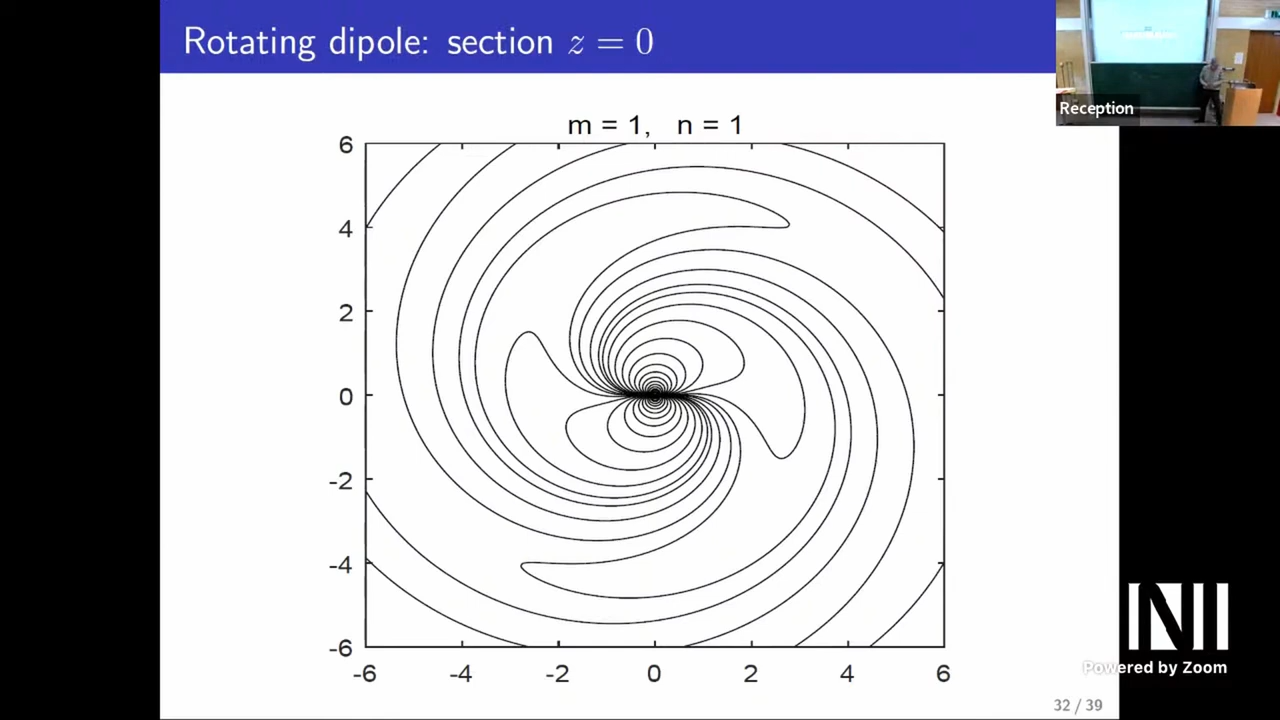 Rotating dipole: section z = 0
Reception
m = 1, n = 1
6
4
2
0
-2
-4
-6
-6 -4 -2 0 2 4 6
NII
Powered by Zoom
32 / 39